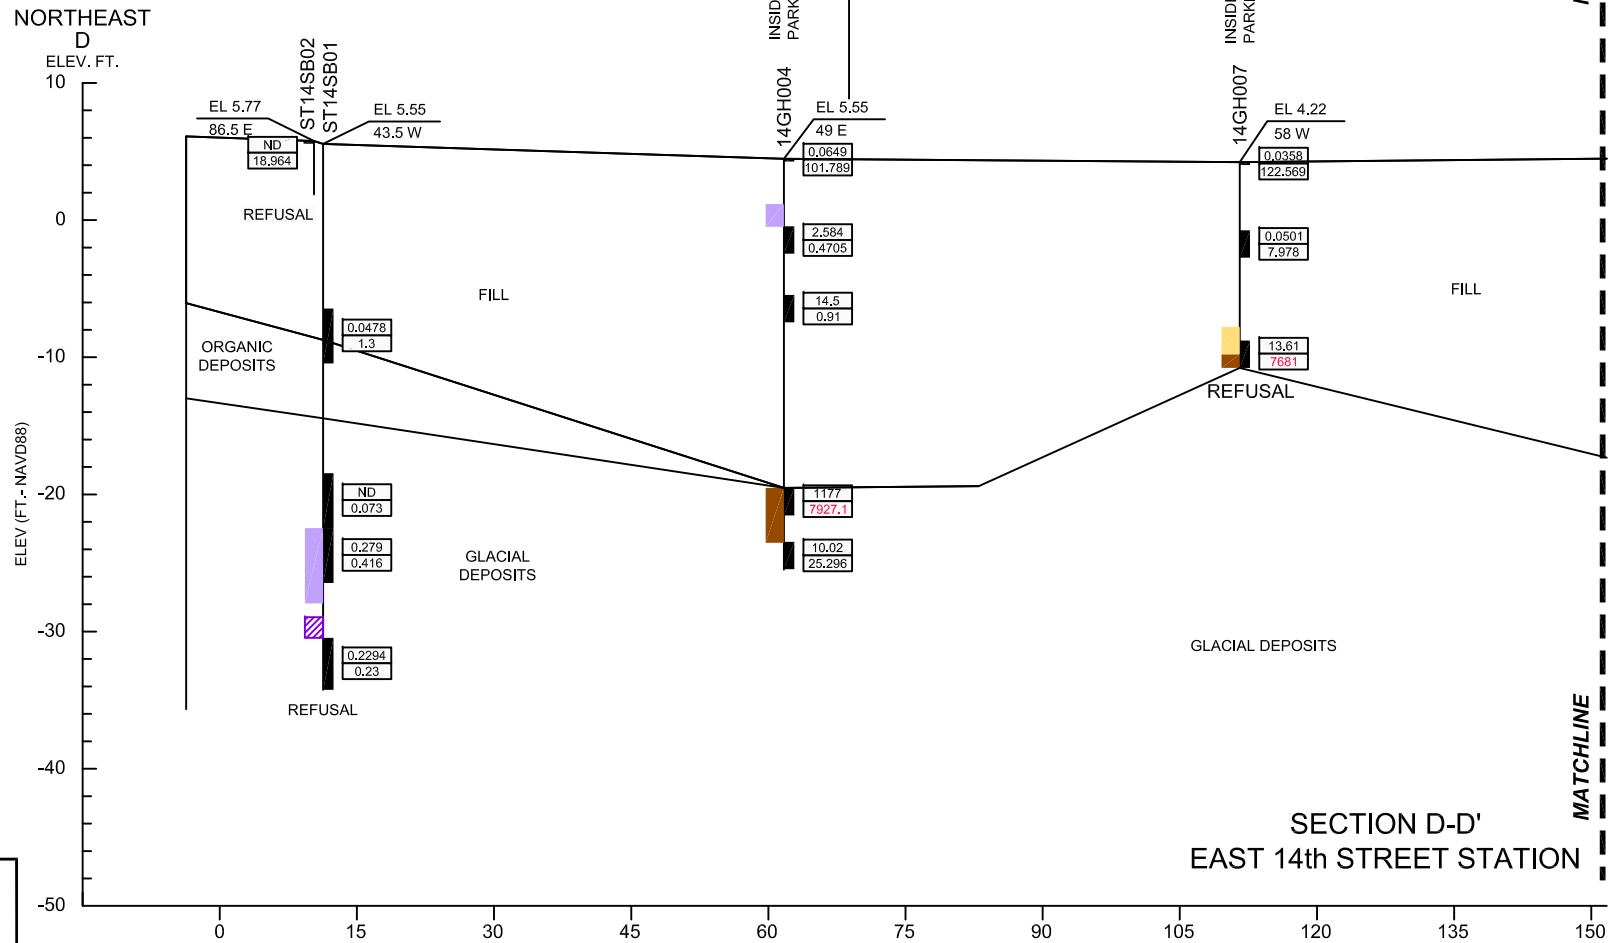 NORTHEAST
D
ELEV. FT.
10
0
-10
-20
-30
-40
-50
ELEV (FT.- NAVD88)
ST14SB02
ST14SB01
EL 5.77
86.5 E
EL 5.55
43.5 W
ND
18.964
REFUSAL
0.0478
1.3
ND
0.073
0.279
0.416
0.2294
0.23
REFUSAL
ORGANIC
DEPOSITS
FILL
GLACIAL
DEPOSITS
14GH004
EL 5.55
49 E
0.0649
101.789
2.584
0.4705
14.5
0.91
1177
7927.1
10.02
25.296
14GH007
EL 4.22
58 W
0.0358
122.569
0.0501
7.978
13.61
7681
REFUSAL
FILL
GLACIAL DEPOSITS
MATCHLINE
SECTION D-D'
EAST 14th STREET STATION
0 15 30 45 60 75 90 105 120 135 150